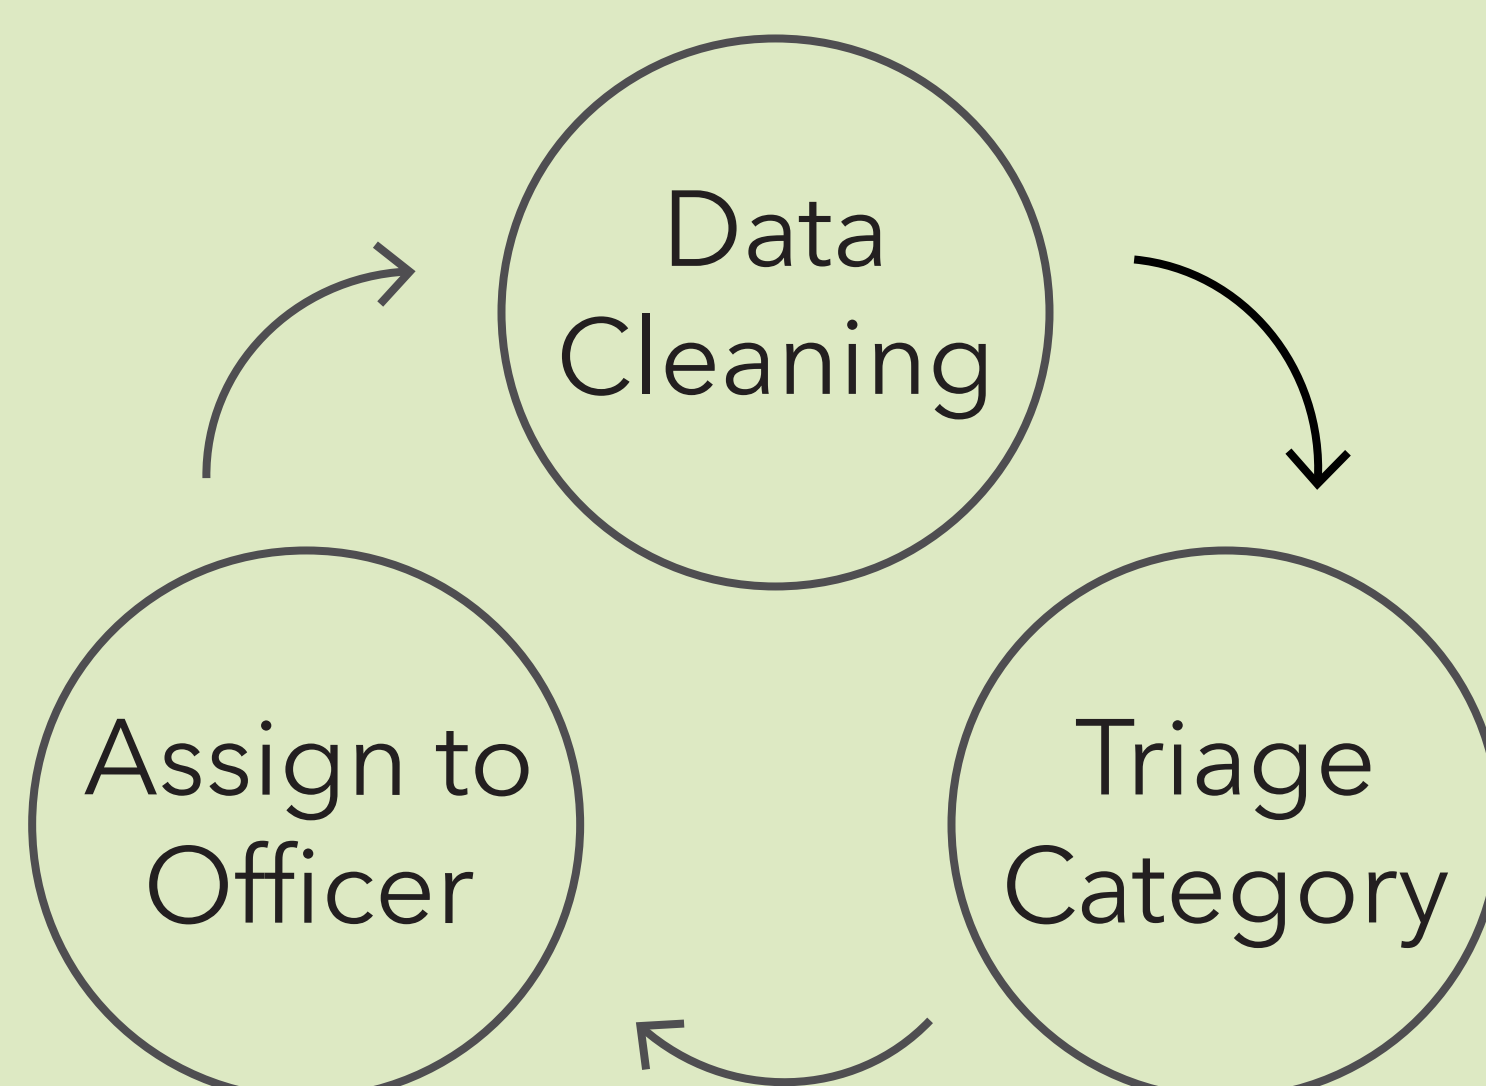 Data
Cleaning
Assign to
Officer
Triage
Category